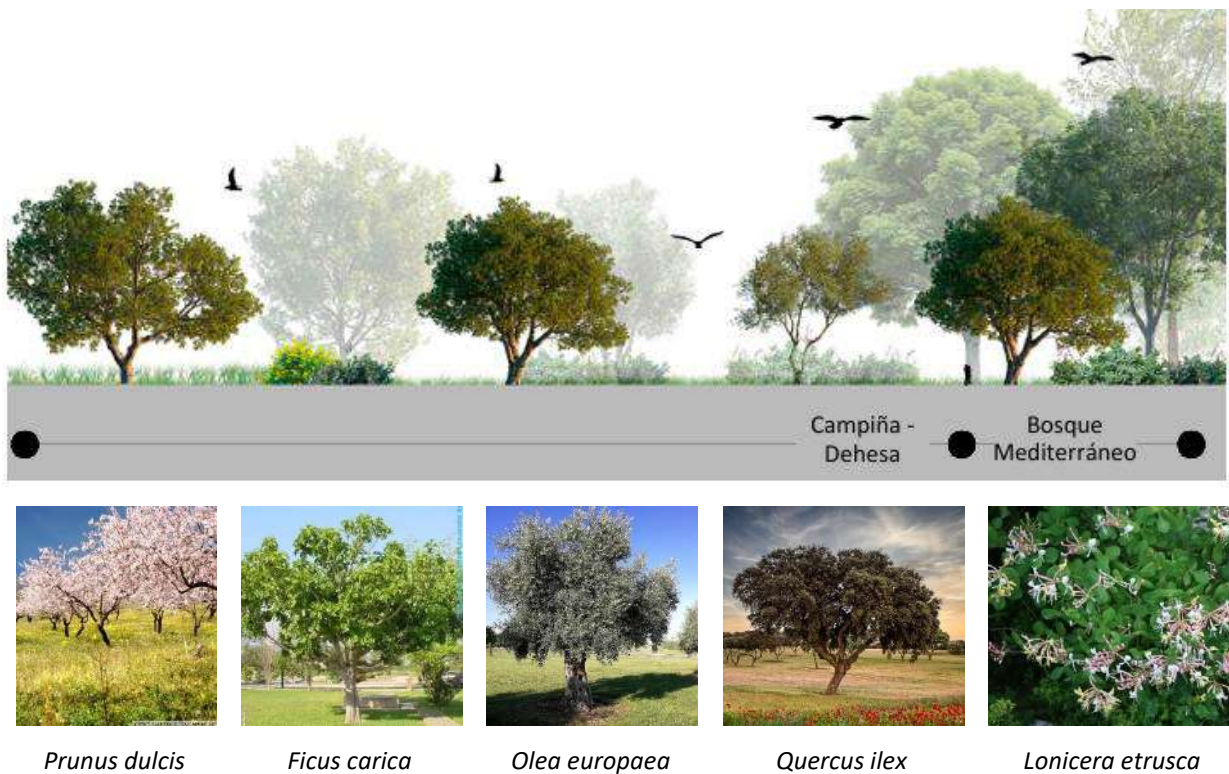 Campiña -
Dehesa
Bosque
Mediterráneo
Prunus dulcis
Ficus carica
Olea europaea
Quercus ilex
Lonicera etrusca